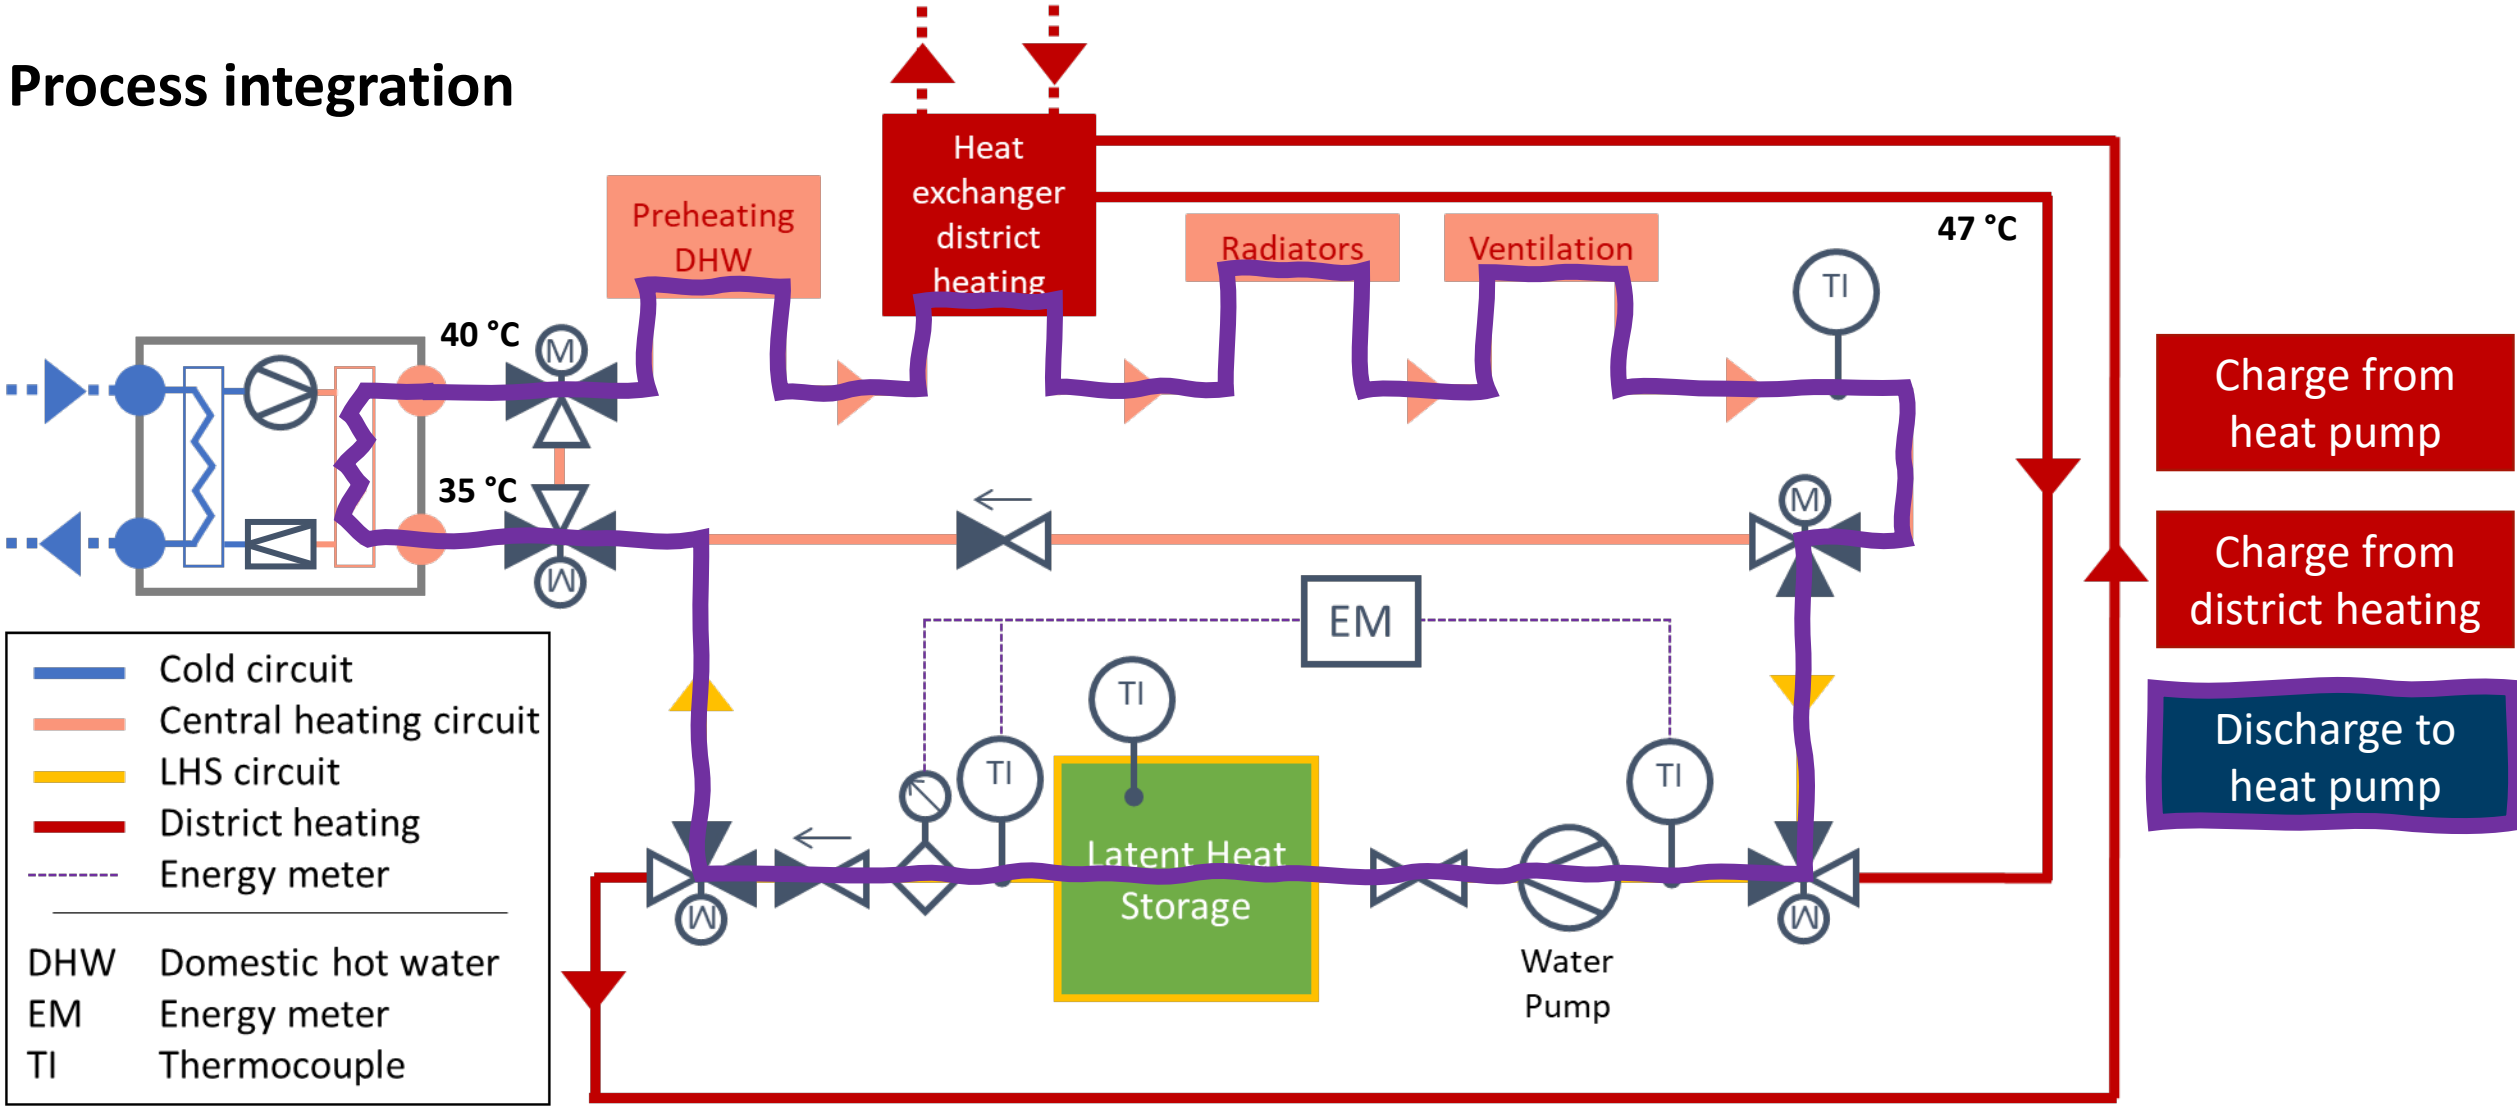 Process integration
Heat
exchanger
district
heating
Preheating
DHW
Radiators
Ventilation
47 °C
TI
40 °C
M
35 °C
M
M
EM
TI
TI
TI
Latent Heat
Storage
M
M
Water
Pump
Charge from
heat pump
Charge from
district heating
Discharge to
heat pump
Cold circuit
Central heating circuit
LHS circuit
District heating
Energy meter
DHW Domestic hot water
EM Energy meter
TI Thermocouple